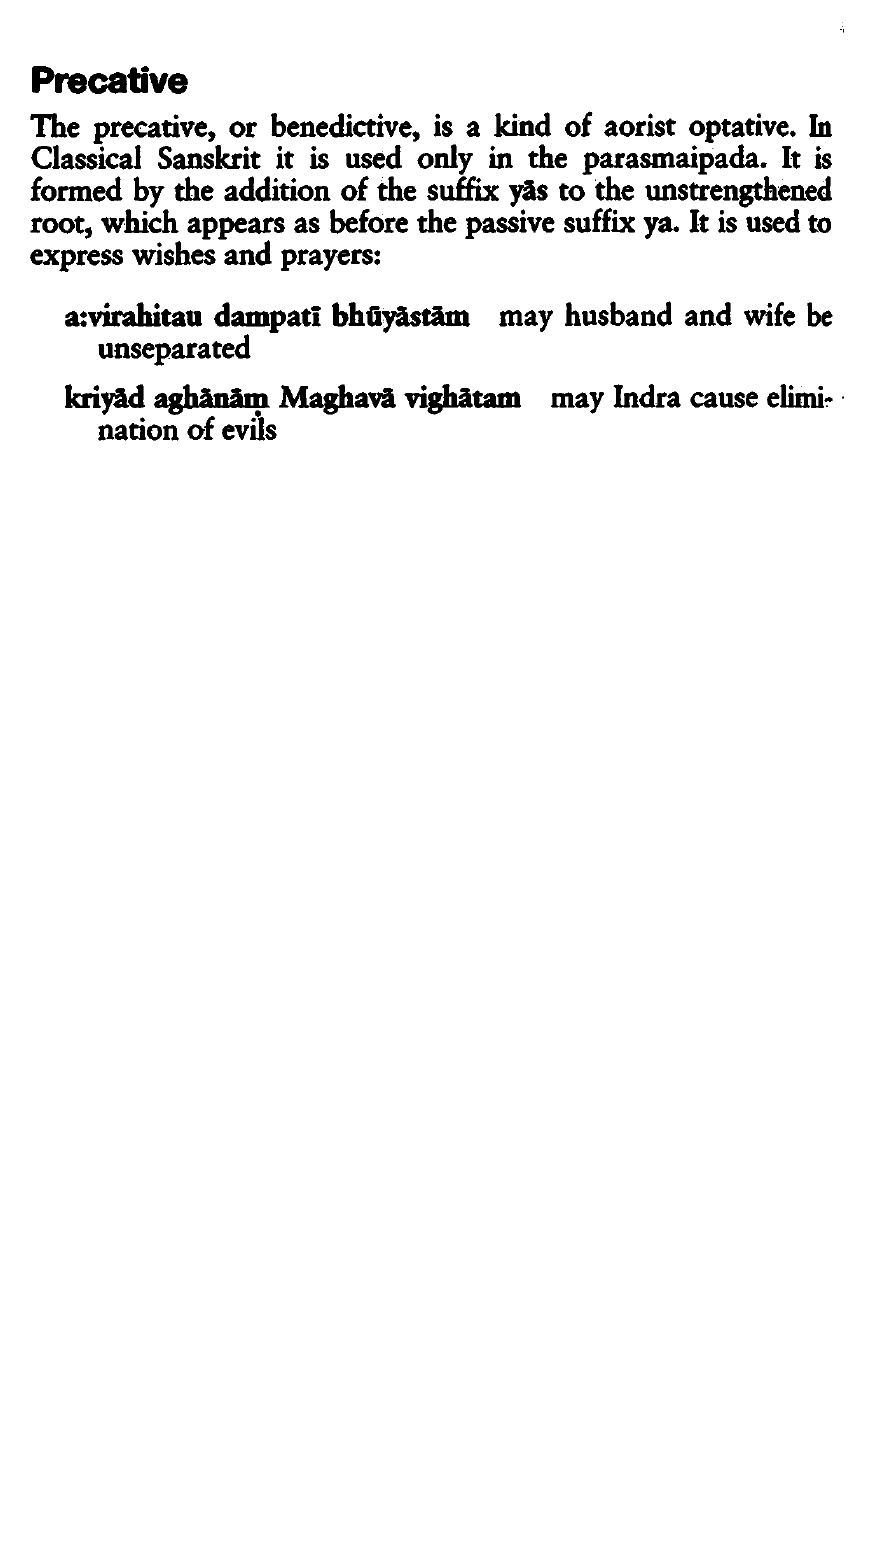 Precative
The precative, or benedictive, is a kind of aorist optative. In
Classical Sanskrit it is used only in the parasmaipada. It is
formed by the addition of the suffix yās to the unstrengthened
root, which appears as before the passive suffix ya. It is used to
express wishes and prayers:
a:virahitau dampatī bhūyāstām may husband and wife be
unseparated
kriyād aghānāṃ Maghavā vighātam may Indra cause elimi-
nation of evils